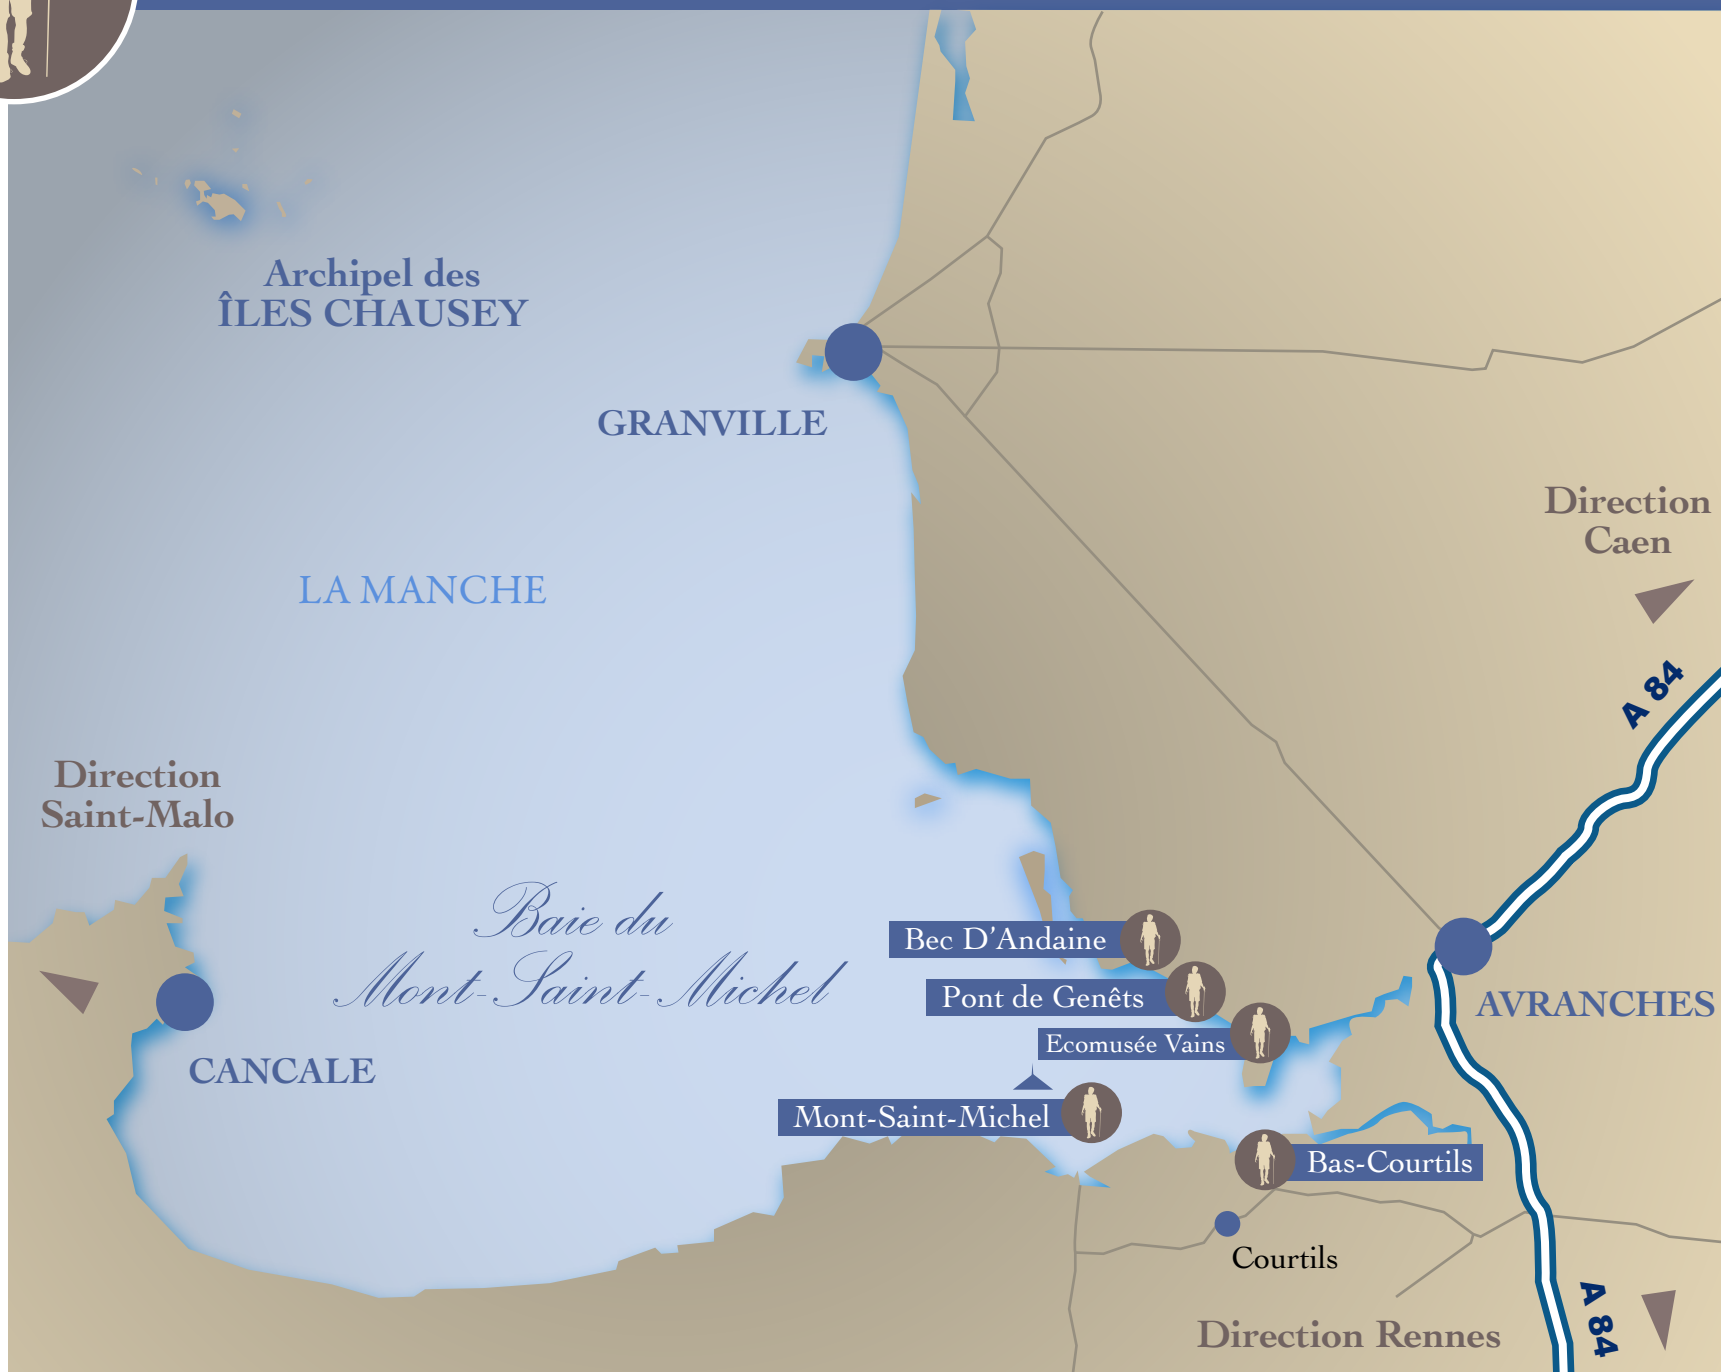 Archipel des
ÎLES CHAUSEY
GRANVILLE
Direction
Caen
LA MANCHE
A 84
Direction
Saint-Malo
Baie du
Mont-Saint-Michel
Bec D'Andaine
Pont de Genêts
AVRANCHES
Ecomusée Vains
CANCALE
Mont-Saint-Michel
Bas-Courtils
Courtils
A 84
Direction Rennes